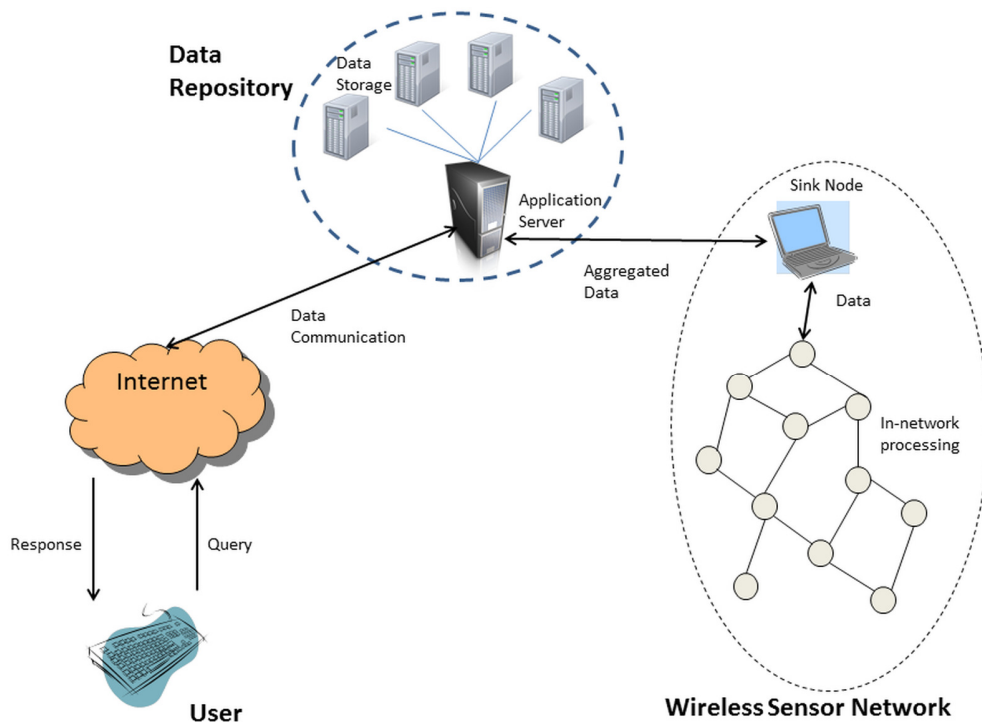 Data
Repository
Data
Storage
Application
Server
Sink Node
Aggregated
Data
Data
Data
Communication
Internet
In-network
processing
Response
Query
User
Wireless Sensor Network